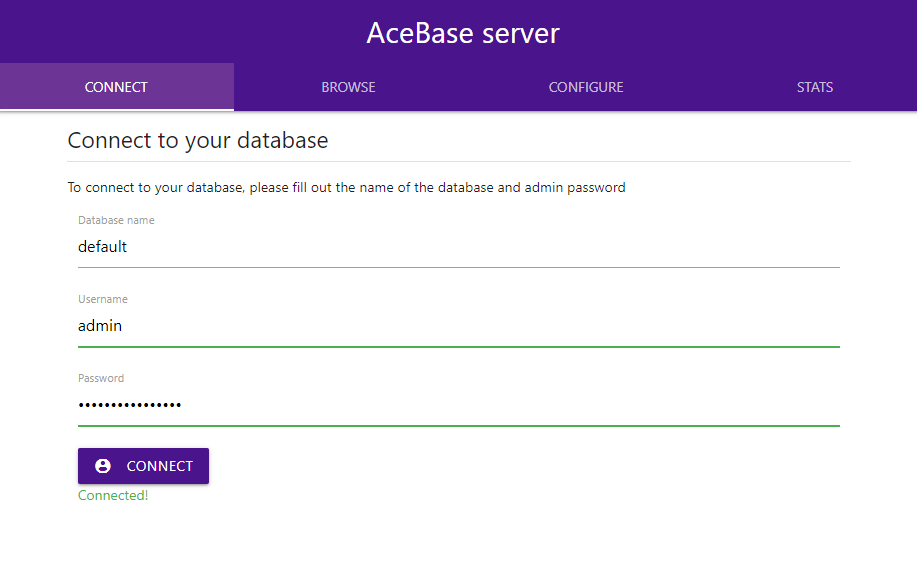 AceBase server
CONNECT BROWSE CONFIGURE STATS
Connect to your database
To connect to your database, please fill out the name of the database and admin password
Database name
default
Username
admin
Password
••••••••••••••••
CONNECT
Connected!